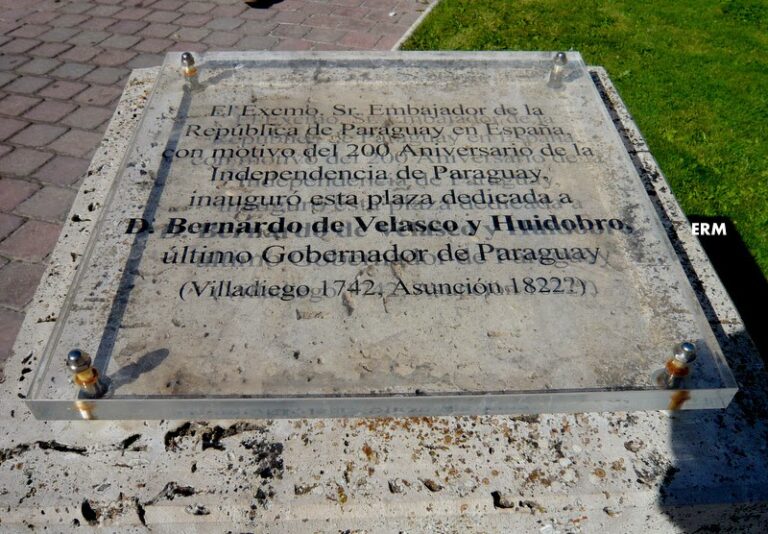 El Excmo. Sr. Embajador de la
República de Paraguay en España,
con motivo del 200 Aniversario de la
Independencia de Paraguay,
inauguro esta plaza dedicada a
D. Bernardo de Velasco y Huidobro,
último Gobernador de Paraguay
(Villadiego 1742, Asunción 1822?)
ERM